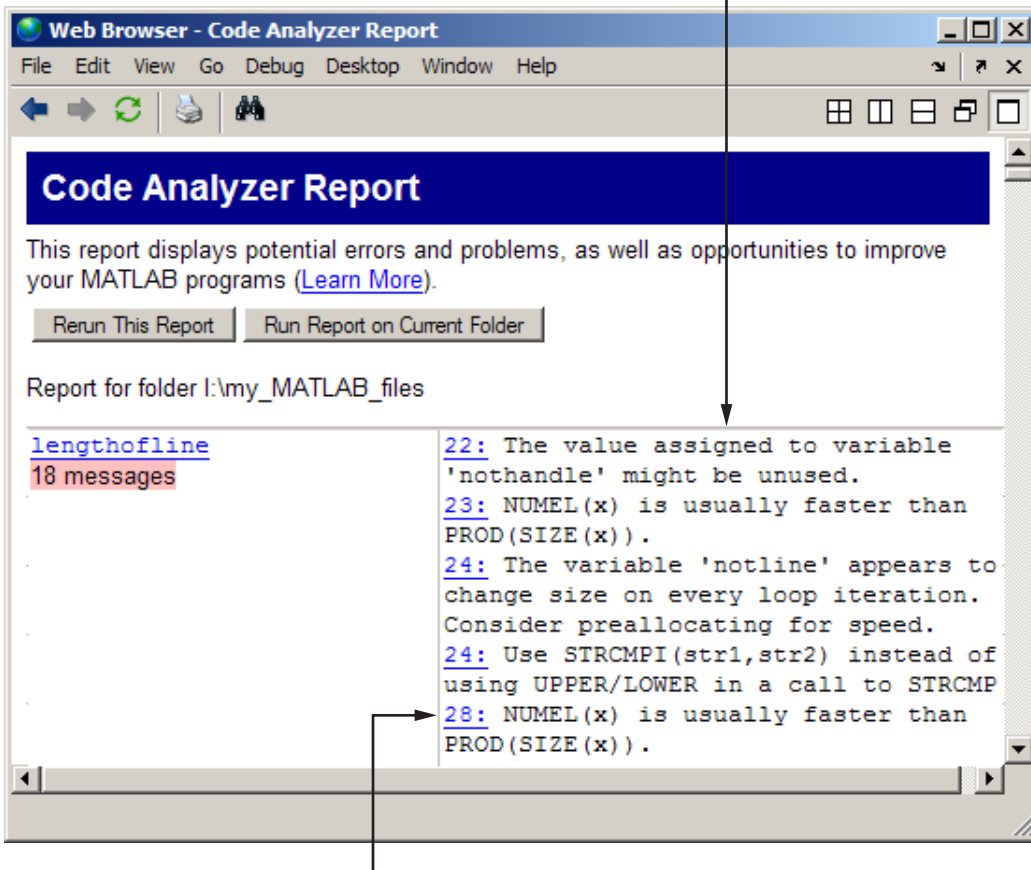 Web Browser - Code Analyzer Report
File Edit View Go Debug Desktop Window Help
Code Analyzer Report
This report displays potential errors and problems, as well as opportunities to improve
your MATLAB programs (Learn More).
Rerun This Report Run Report on Current Folder
Report for folder I:\my_MATLAB_files
lengthofline
18 messages
22: The value assigned to variable
'nothandle' might be unused.
23: NUMEL(x) is usually faster than
PROD(SIZE(x)).
24: The variable 'notline' appears to
change size on every loop iteration.
Consider preallocating for speed.
24: Use STRCMPI(str1,str2) instead of
using UPPER/LOWER in a call to STRCMP
28: NUMEL(x) is usually faster than
PROD(SIZE(x)).